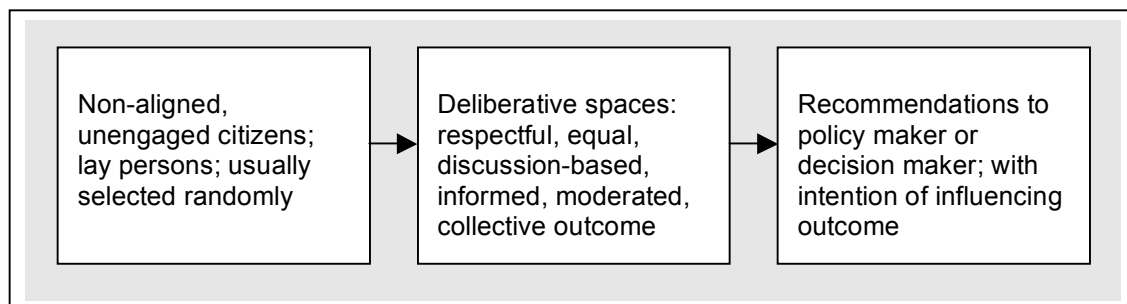 Non-aligned,
unengaged citizens;
lay persons; usually
selected randomly
Deliberative spaces:
respectful, equal,
discussion-based,
informed, moderated,
collective outcome
Recommendations to
policy maker or
decision maker; with
intention of influencing
outcome